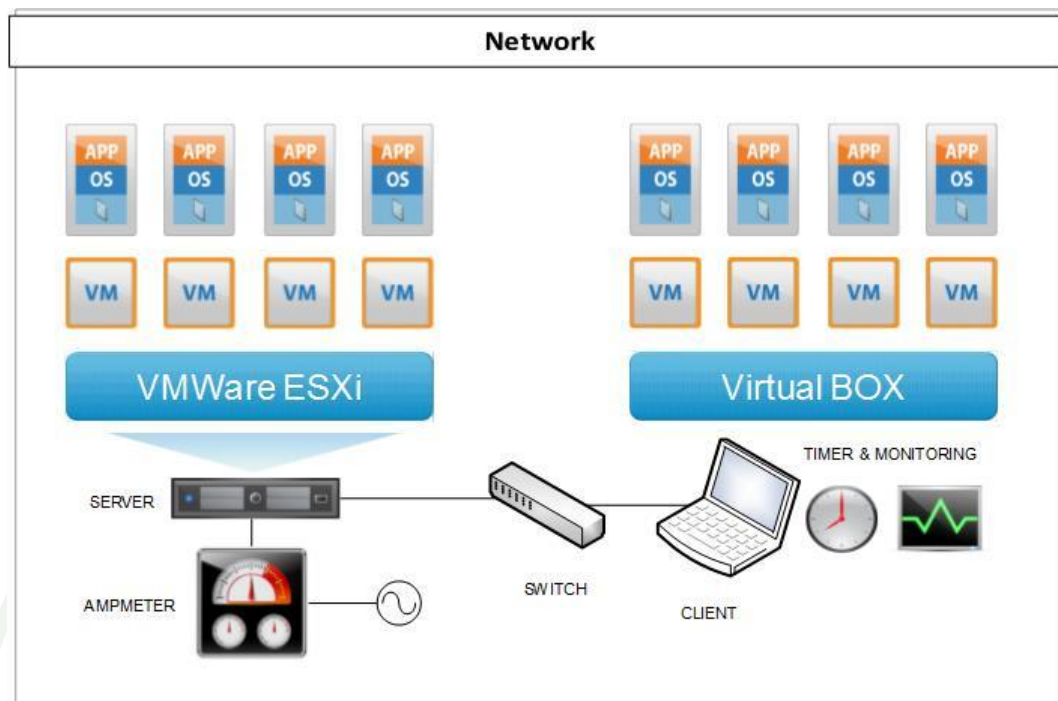 Network
APP APP APP APP APP APP APP APP
OS OS OS OS OS OS OS OS
VM VM VM VM VM VM VM VM
VMWare ESXi Virtual BOX
TIMER & MONITORING
SERVER
SWITCH
AMPMETER
CLIENT